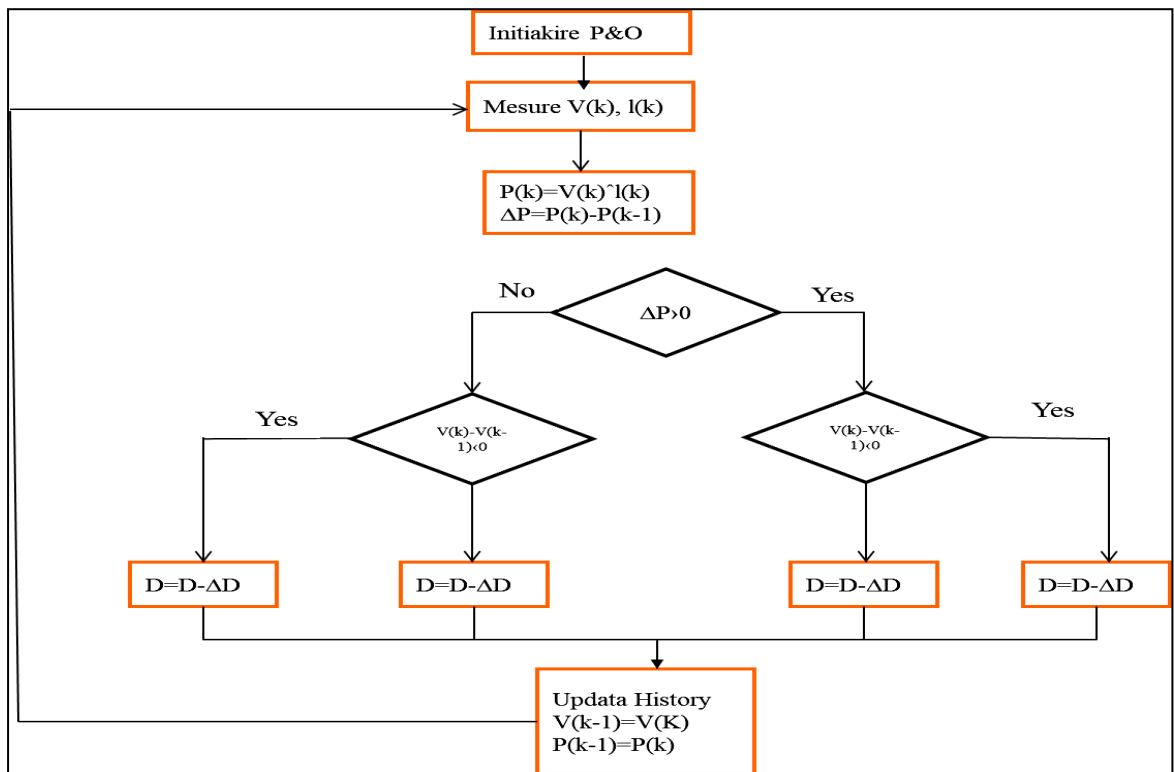 Initiakire P&O
Mesure V(k), l(k)
P(k)=V(k)^l(k)
ΔP=P(k)-P(k-1)
No
Yes
ΔP›0
Yes
V(k)-V(k-
1)‹0
V(k)-V(k-
1)‹0
Yes
D=D-ΔD
D=D-ΔD
D=D-ΔD
D=D-ΔD
Updata History
V(k-1)=V(K)
P(k-1)=P(k)